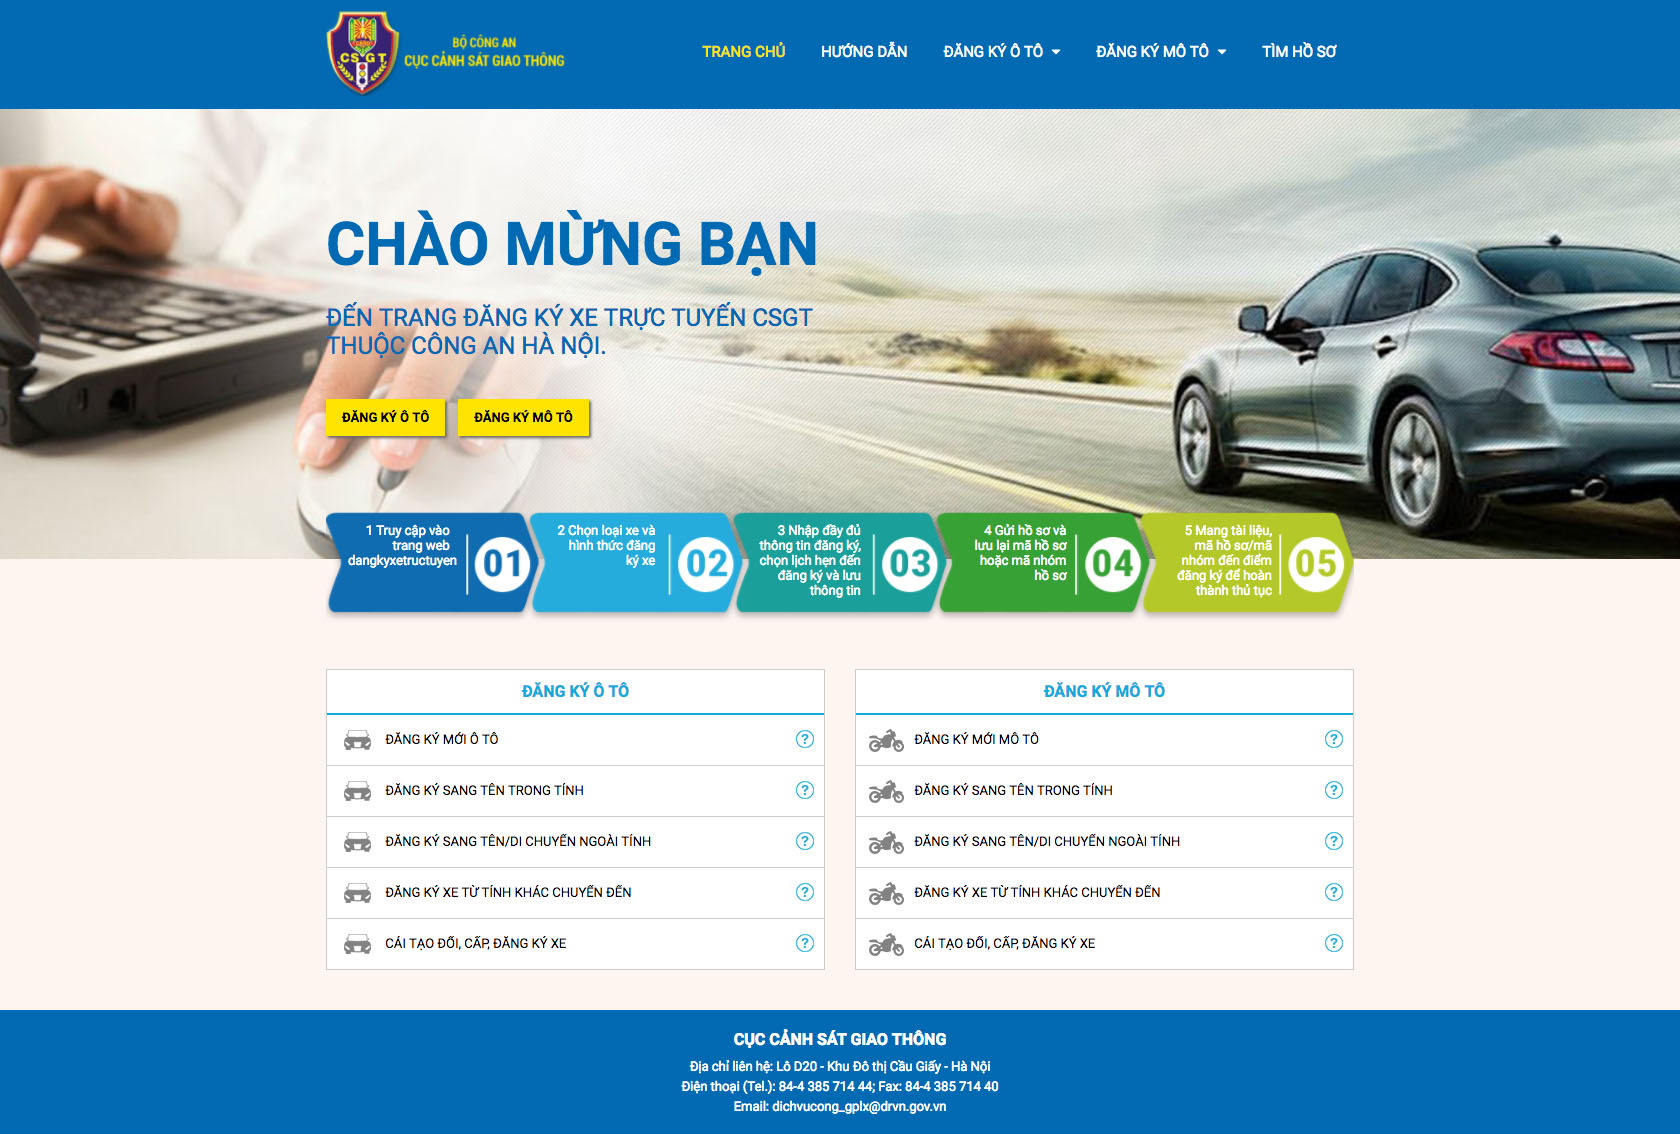 BỘ CÔNG AN
CỤC CẢNH SÁT GIAO THÔNG
CSGT
TRANG CHỦ
HƯỚNG DẪN
ĐĂNG KÝ Ô TÔ
ĐĂNG KÝ MÔ TÔ
TÌM HỒ SƠ
CHÀO MỪNG BẠN
ĐẾN TRANG ĐĂNG KÝ XE TRỰC TUYẾN CSGT
THUỘC CÔNG AN HÀ NỘI.
ĐĂNG KÝ Ô TÔ
ĐĂNG KÝ MÔ TÔ
1 Truy cập vào
trang web
dangkyxetructuyen
01
2 Chọn loại xe và
hình thức đăng
ký xe
02
3 Nhập đầy đủ
thông tin đăng ký,
chọn lịch hẹn đến
đăng ký và lưu
thông tin
03
4 Gửi hồ sơ và
lưu lại mã hồ sơ
hoặc mã nhóm
hồ sơ
04
5 Mang tài liệu,
mã hồ sơ/mã
nhóm đến điểm
đăng ký để hoàn
thành thủ tục
05
ĐĂNG KÝ Ô TÔ
ĐĂNG KÝ MỚI Ô TÔ ?
ĐĂNG KÝ SANG TÊN TRONG TỈNH ?
ĐĂNG KÝ SANG TÊN/DI CHUYỂN NGOÀI TỈNH ?
ĐĂNG KÝ XE TỪ TỈNH KHÁC CHUYỂN ĐẾN ?
CẢI TẠO ĐỔI, CẤP, ĐĂNG KÝ XE ?
ĐĂNG KÝ MÔ TÔ
ĐĂNG KÝ MỚI MÔ TÔ ?
ĐĂNG KÝ SANG TÊN TRONG TỈNH ?
ĐĂNG KÝ SANG TÊN/DI CHUYỂN NGOÀI TỈNH ?
ĐĂNG KÝ XE TỪ TỈNH KHÁC CHUYỂN ĐẾN ?
CẢI TẠO ĐỔI, CẤP, ĐĂNG KÝ XE ?
CỤC CẢNH SÁT GIAO THÔNG
Địa chỉ liên hệ: Lô D20 - Khu Đô thị Cầu Giấy - Hà Nội
Điện thoại (Tel.): 84-4 385 714 44; Fax: 84-4 385 714 40
Email: dichvucong_gplx@drvn.gov.vn